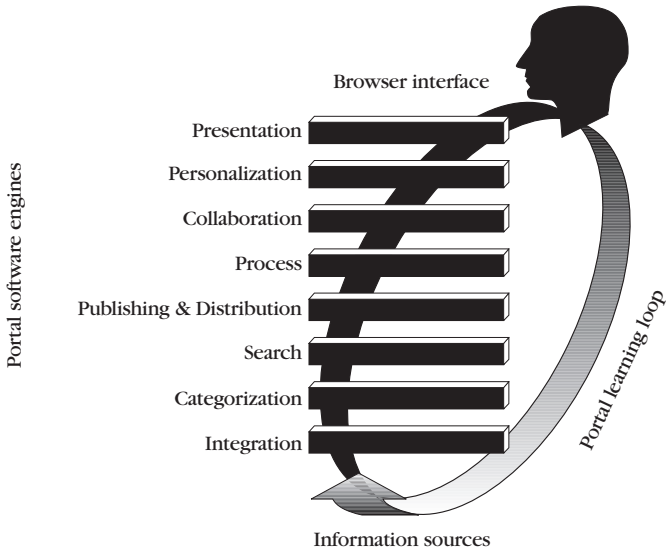 Browser interface
Presentation
Personalization
Collaboration
Process
Publishing & Distribution
Search
Categorization
Integration
Information sources
Portal software engines
Portal learning loop